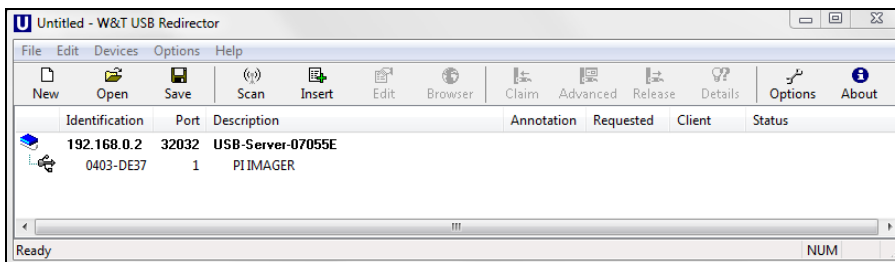 U Untitled - W&T USB Redirector
File Edit Devices Options Help
New Open Save Scan Insert Edit Browser Claim Advanced Release Details Options About
Identification Port Description Annotation Requested Client Status
192.168.0.2 32032 USB-Server-07055E
0403-DE37 1 PI IMAGER
Ready NUM